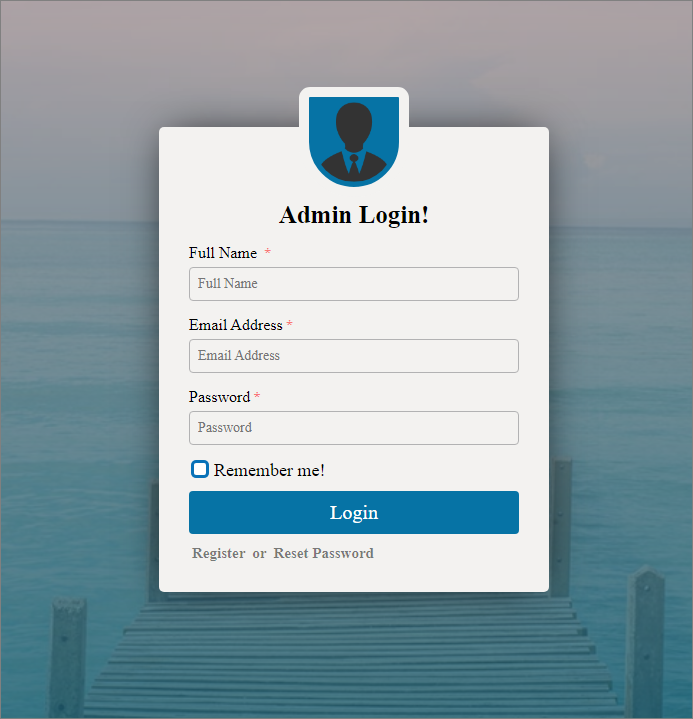 Admin Login!
Full Name *
Full Name
Email Address *
Email Address
Password *
Password
Remember me!
Login
Register or Reset Password